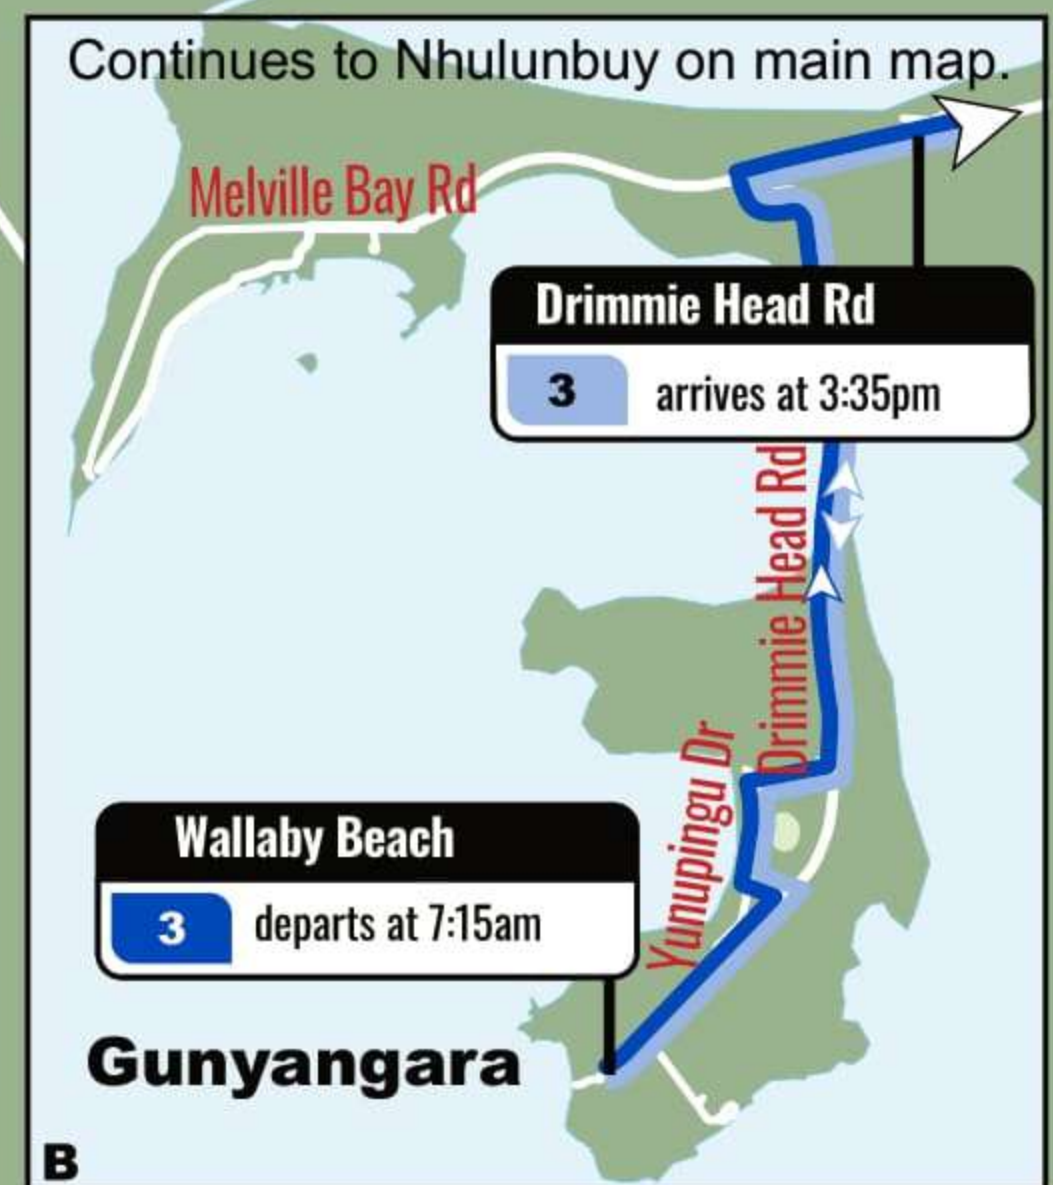 Continues to Nhulunbuy on main map.
Melville Bay Rd
Drimmie Head Rd
3 arrives at 3:35pm
Drimmie Head Rd
Yunupingu Dr
Wallaby Beach
3 departs at 7:15am
Gunyangara
B